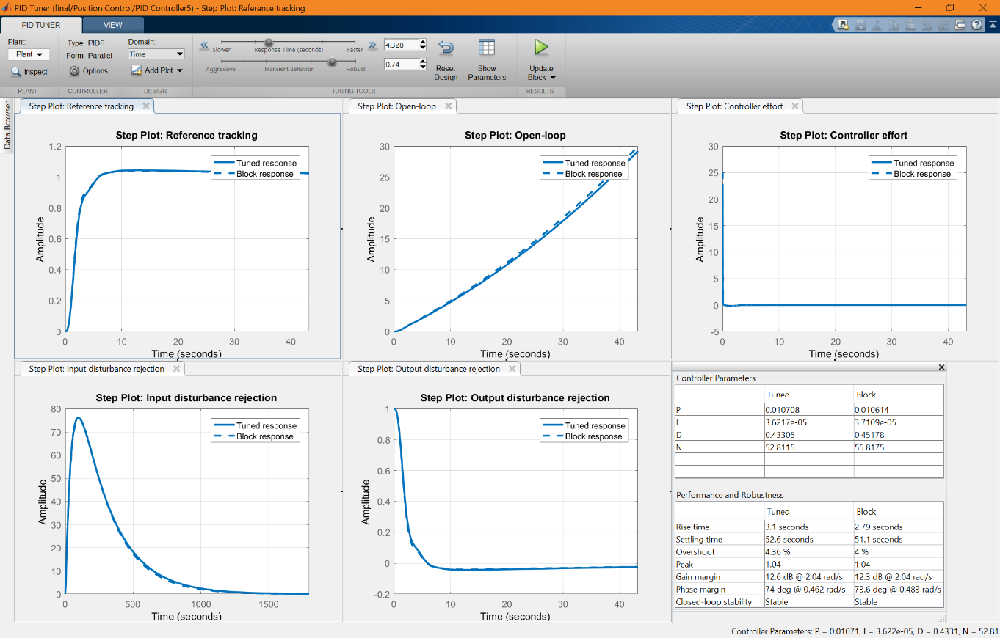 PID Tuner (final/Position Control/PID Controller5) - Step Plot: Reference tracking
PID TUNER
VIEW
Plant:
Plant
Inspect
PLANT
Type: PIDF
Form: Parallel
Options
CONTROLLER
Domain:
Time
Add Plot
DESIGN
Slower
Response Time (seconds)
Faster
4.328
Aggressive
Transient Behavior
Robust
0.74
Reset
Design
Show
Parameters
TUNING TOOLS
Update
Block
RESULTS
Data Browser
Step Plot: Reference tracking
Step Plot: Reference tracking
Tuned response
Block response
Amplitude
1.2
1
0.8
0.6
0.4
0.2
0
0 10 20 30 40
Time (seconds)
Step Plot: Open-loop
Step Plot: Open-loop
Tuned response
Block response
Amplitude
30
25
20
15
10
5
0
0 10 20 30 40
Time (seconds)
Step Plot: Controller effort
Step Plot: Controller effort
Tuned response
Block response
Amplitude
30
25
20
15
10
5
0
-5
0 10 20 30 40
Time (seconds)
Step Plot: Input disturbance rejection
Step Plot: Input disturbance rejection
Tuned response
Block response
Amplitude
80
70
60
50
40
30
20
10
0
0 500 1000 1500
Time (seconds)
Step Plot: Output disturbance rejection
Step Plot: Output disturbance rejection
Tuned response
Block response
Amplitude
1
0.8
0.6
0.4
0.2
0
-0.2
0 10 20 30 40
Time (seconds)
Controller Parameters
Tuned Block
P 0.010708 0.010614
I 3.6217e-05 3.7109e-05
D 0.43305 0.45178
N 52.8115 55.8175
Performance and Robustness
Tuned Block
Rise time 3.1 seconds 2.79 seconds
Settling time 52.6 seconds 51.1 seconds
Overshoot 4.36 % 4 %
Peak 1.04 1.04
Gain margin 12.6 dB @ 2.04 rad/s 12.3 dB @ 2.04 rad/s
Phase margin 74 deg @ 0.462 rad/s 73.6 deg @ 0.483 rad/s
Closed-loop stability Stable Stable
Controller Parameters: P = 0.01071, I = 3.622e-05, D = 0.4331, N = 52.81